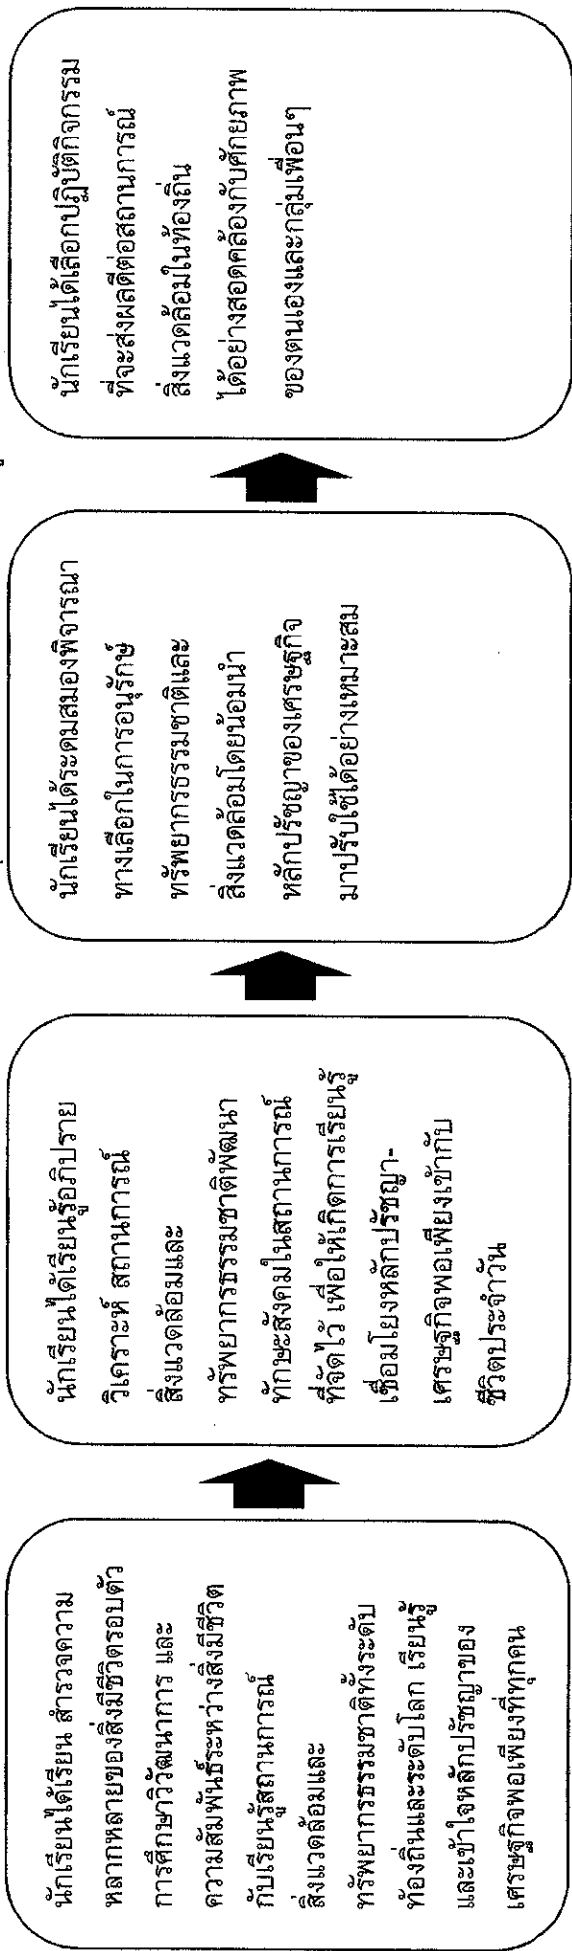 นักเรียนได้เรียน สำรวจความ
หลากหลายของสิ่งมีชีวิตรอบตัว
การศึกษาวิวัฒนาการ และ
ความสัมพันธ์ระหว่างสิ่งมีชีวิต
กับเรียนรู้สถานการณ์
สิ่งแวดล้อมและ
ทรัพยากรธรรมชาติทั้งระดับ
ท้องถิ่นและระดับโลก เรียนรู้
และเข้าใจหลักปรัชญาของ
เศรษฐกิจพอเพียงที่ทุกคน
นักเรียนได้เรียนรู้อภิปราย
วิเคราะห์ สถานการณ์
สิ่งแวดล้อมและ
ทรัพยากรธรรมชาติพัฒนา
ทักษะสังคมในสถานการณ์
ที่จัดไว้ เพื่อให้เกิดการเรียนรู้
เชื่อมโยงหลักปรัชญา-
เศรษฐกิจพอเพียงเข้ากับ
ชีวิตประจำวัน
นักเรียนได้ระดมสมองพิจารณา
ทางเลือกในการอนุรักษ์
ทรัพยากรธรรมชาติและ
สิ่งแวดล้อมโดยน้อมนำ
หลักปรัชญาของเศรษฐกิจ
มาปรับใช้ได้อย่างเหมาะสม
นักเรียนได้เลือกปฏิบัติกิจกรรม
ที่จะส่งผลดีต่อสถานการณ์
สิ่งแวดล้อมในท้องถิ่น
ได้อย่างสอดคล้องกับศักยภาพ
ของตนเองและกลุ่มเพื่อนๆ